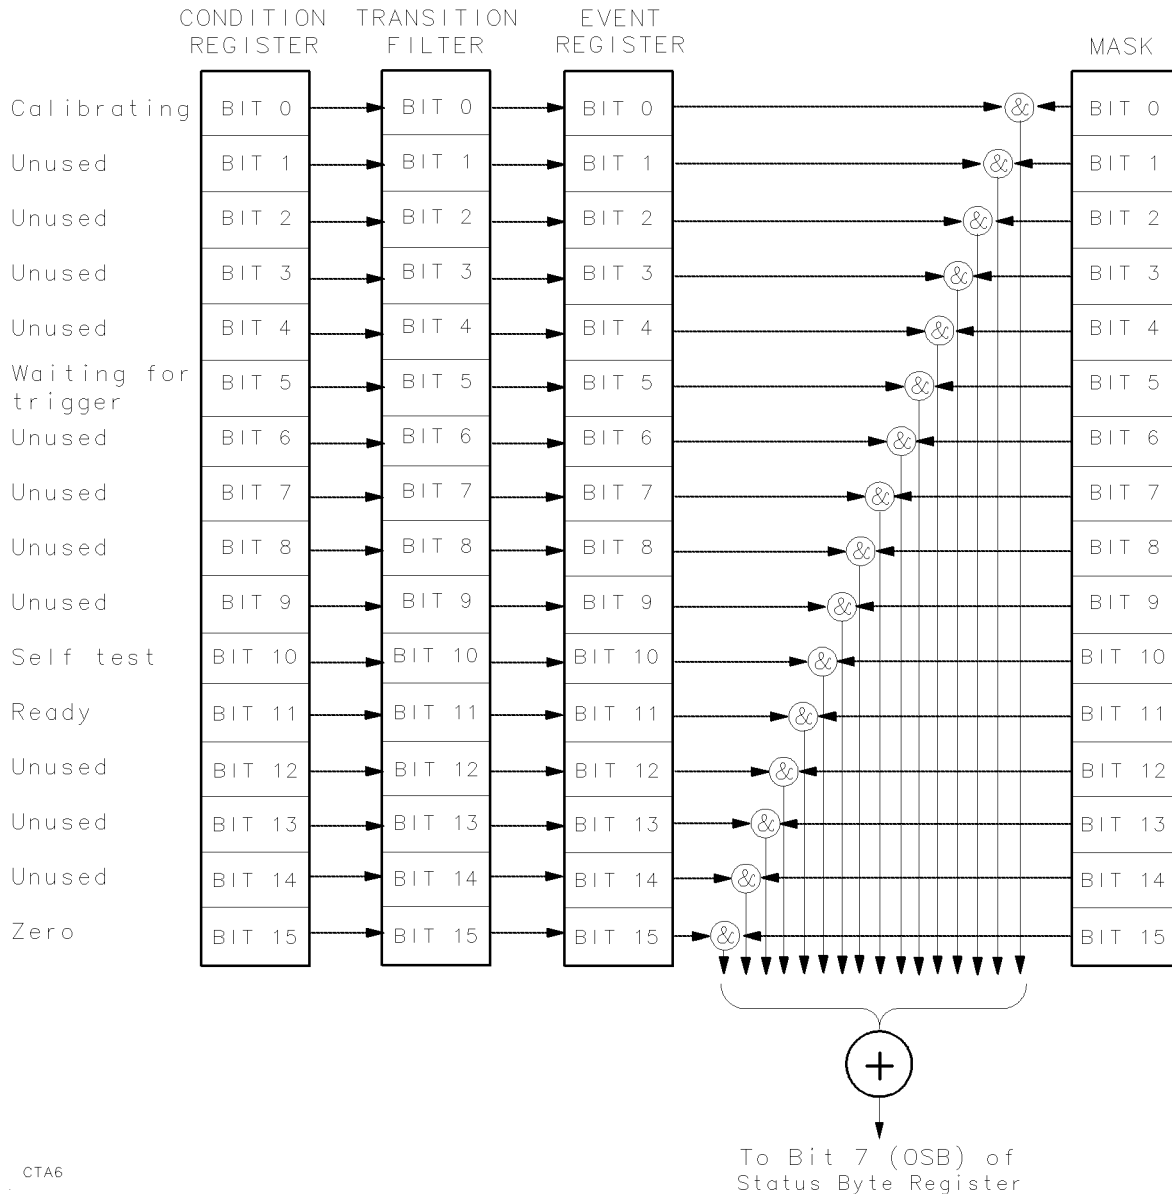 CONDITION REGISTER
TRANSITION FILTER
EVENT REGISTER
MASK
Calibrating BIT 0 BIT 0 BIT 0 & BIT 0
Unused BIT 1 BIT 1 BIT 1 & BIT 1
Unused BIT 2 BIT 2 BIT 2 & BIT 2
Unused BIT 3 BIT 3 BIT 3 & BIT 3
Unused BIT 4 BIT 4 BIT 4 & BIT 4
Waiting for
trigger BIT 5 BIT 5 BIT 5 & BIT 5
Unused BIT 6 BIT 6 BIT 6 & BIT 6
Unused BIT 7 BIT 7 BIT 7 & BIT 7
Unused BIT 8 BIT 8 BIT 8 & BIT 8
Unused BIT 9 BIT 9 BIT 9 & BIT 9
Self test BIT 10 BIT 10 BIT 10 & BIT 10
Ready BIT 11 BIT 11 BIT 11 & BIT 11
Unused BIT 12 BIT 12 BIT 12 & BIT 12
Unused BIT 13 BIT 13 BIT 13 & BIT 13
Unused BIT 14 BIT 14 BIT 14 & BIT 14
Zero BIT 15 BIT 15 BIT 15 & BIT 15
+
To Bit 7 (OSB) of
Status Byte Register
CTA6